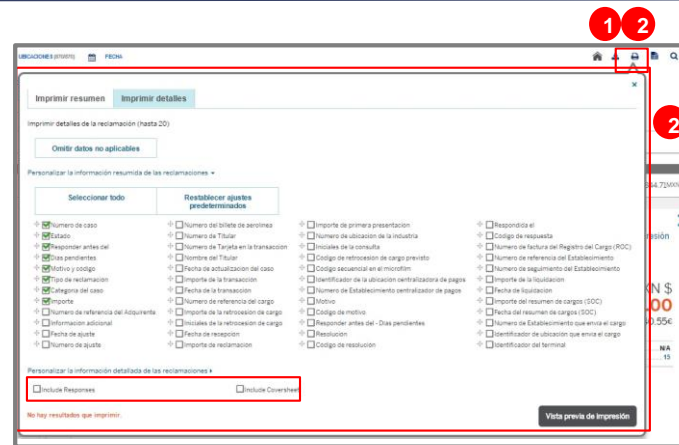 1 2
UBICACIONES (97/WD70) FECHA
×
Imprimir resumen Imprimir detalles
Imprimir detalles de la reclamación (hasta 20)
2
Omitir datos no aplicables
Personalizar la información resumida de las reclamaciones
Seleccionar todo Restablecer ajustes predeterminados
Número de caso Número del billete de aerolínea Importe de primera presentación Respondida el
Estado Número de Titular Número de ubicación de la industria Código de respuesta
Responder antes del Número de Tarjeta en la transacción Iniciales de la consulta Número de factura del Registro del Cargo (ROC)
Días pendientes Nombre del Titular Código de retrocesión de cargo previsto Número de referencia del Establecimiento
Motivo y código Fecha de actualización del caso Código secuencial en el microfilm Número de seguimiento del Establecimiento
Tipo de reclamación Importe de la transacción Identificador de la ubicación centralizadora de pagos Importe de la liquidación
Categoría del caso Fecha de la transacción Número de Establecimiento centralizador de pagos Fecha de liquidación
Importe Número de referencia del cargo Motivo Importe del resumen de cargos (SOC)
Número de referencia del Adquirente Importe de la retrocesión de cargo Código de motivo Fecha del resumen de cargos (SOC)
Información adicional Iniciales de la retrocesión de cargo Responder antes del - Días pendientes Número de Establecimiento que envía el cargo
Fecha de ajuste Fecha de recepción Resolución Identificador de ubicación que envía el cargo
Número de ajuste Importe de reclamación Código de resolución Identificador del terminal
Personalizar la información detallada de las reclamaciones
Include Responses Include Coversheet
No hay resultados que imprimir. Vista previa de impresión
N/A
15